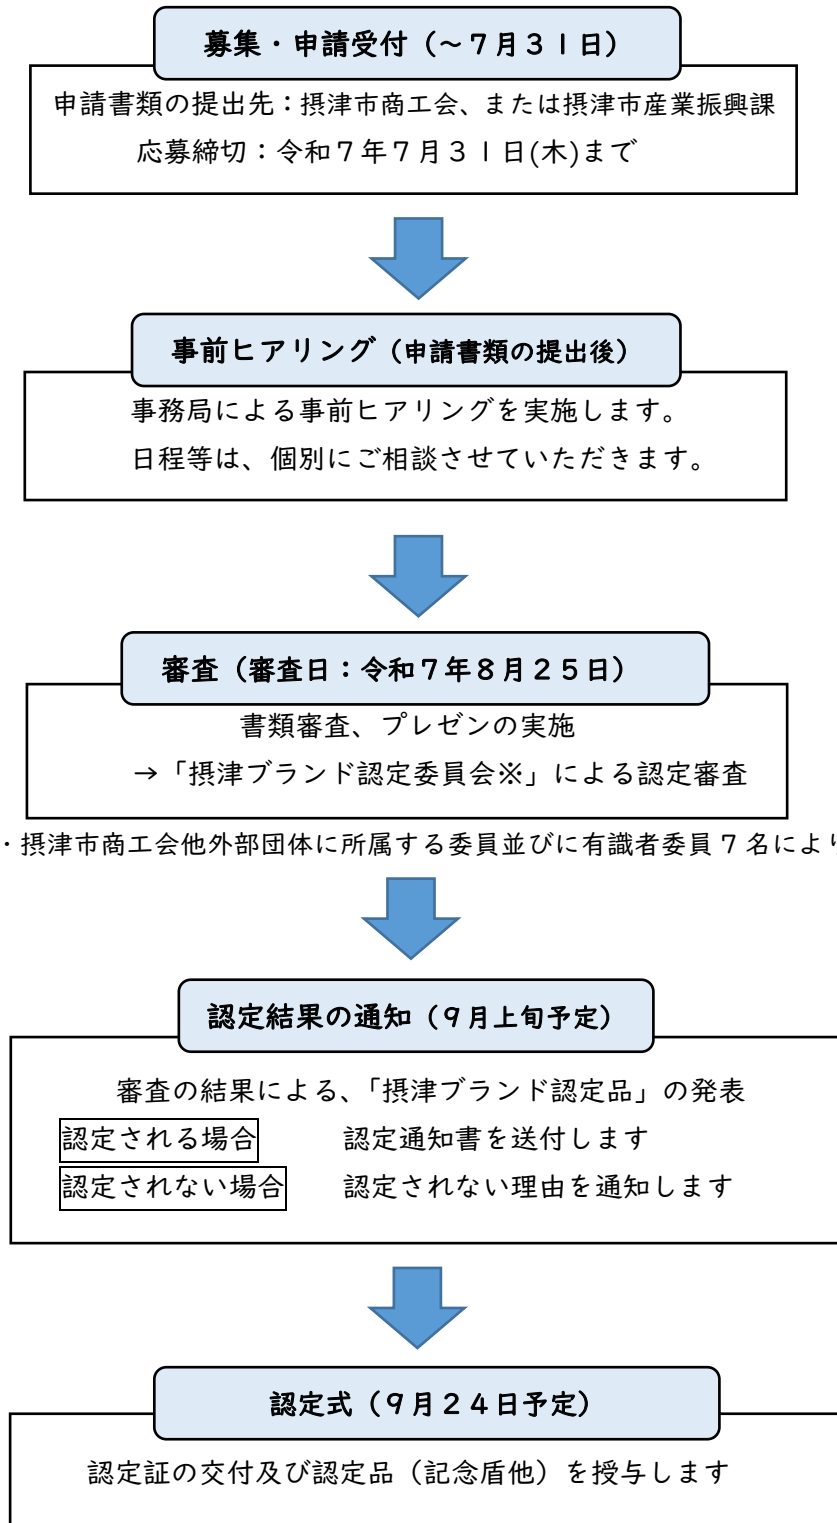 募集・申請受付（～７月３１日）
申請書類の提出先：摂津市商工会、または摂津市産業振興課
応募締切：令和７年７月３１日(木)まで
事前ヒアリング（申請書類の提出後）
事務局による事前ヒアリングを実施します。
日程等は、個別にご相談させていただきます。
審査（審査日：令和７年８月２５日）
書類審査、プレゼンの実施
→「摂津ブランド認定委員会※」による認定審査
・摂津市商工会他外部団体に所属する委員並びに有識者委員７名により
認定結果の通知（９月上旬予定）
審査の結果による、「摂津ブランド認定品」の発表
認定される場合　　　認定通知書を送付します
認定されない場合　　認定されない理由を通知します
認定式（９月２４日予定）
認定証の交付及び認定品（記念盾他）を授与します